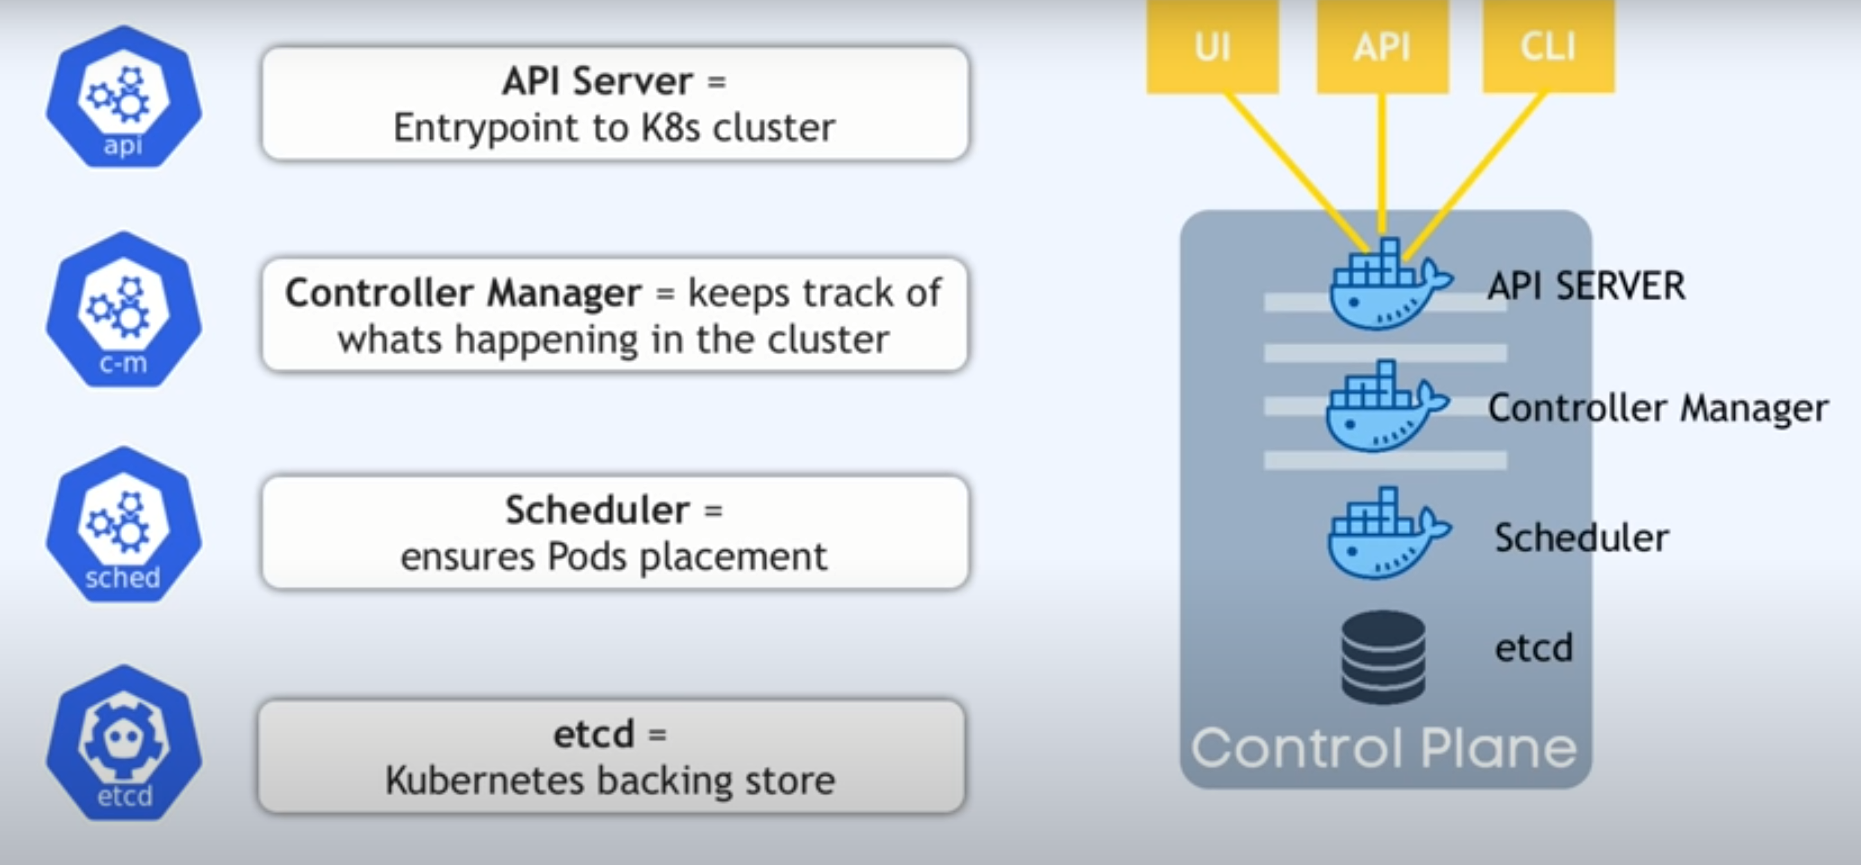 api
API Server =
Entrypoint to K8s cluster
c-m
Controller Manager = keeps track of
whats happening in the cluster
sched
Scheduler =
ensures Pods placement
etcd
etcd =
Kubernetes backing store
UI
API
CLI
API SERVER
Controller Manager
Scheduler
etcd
Control Plane